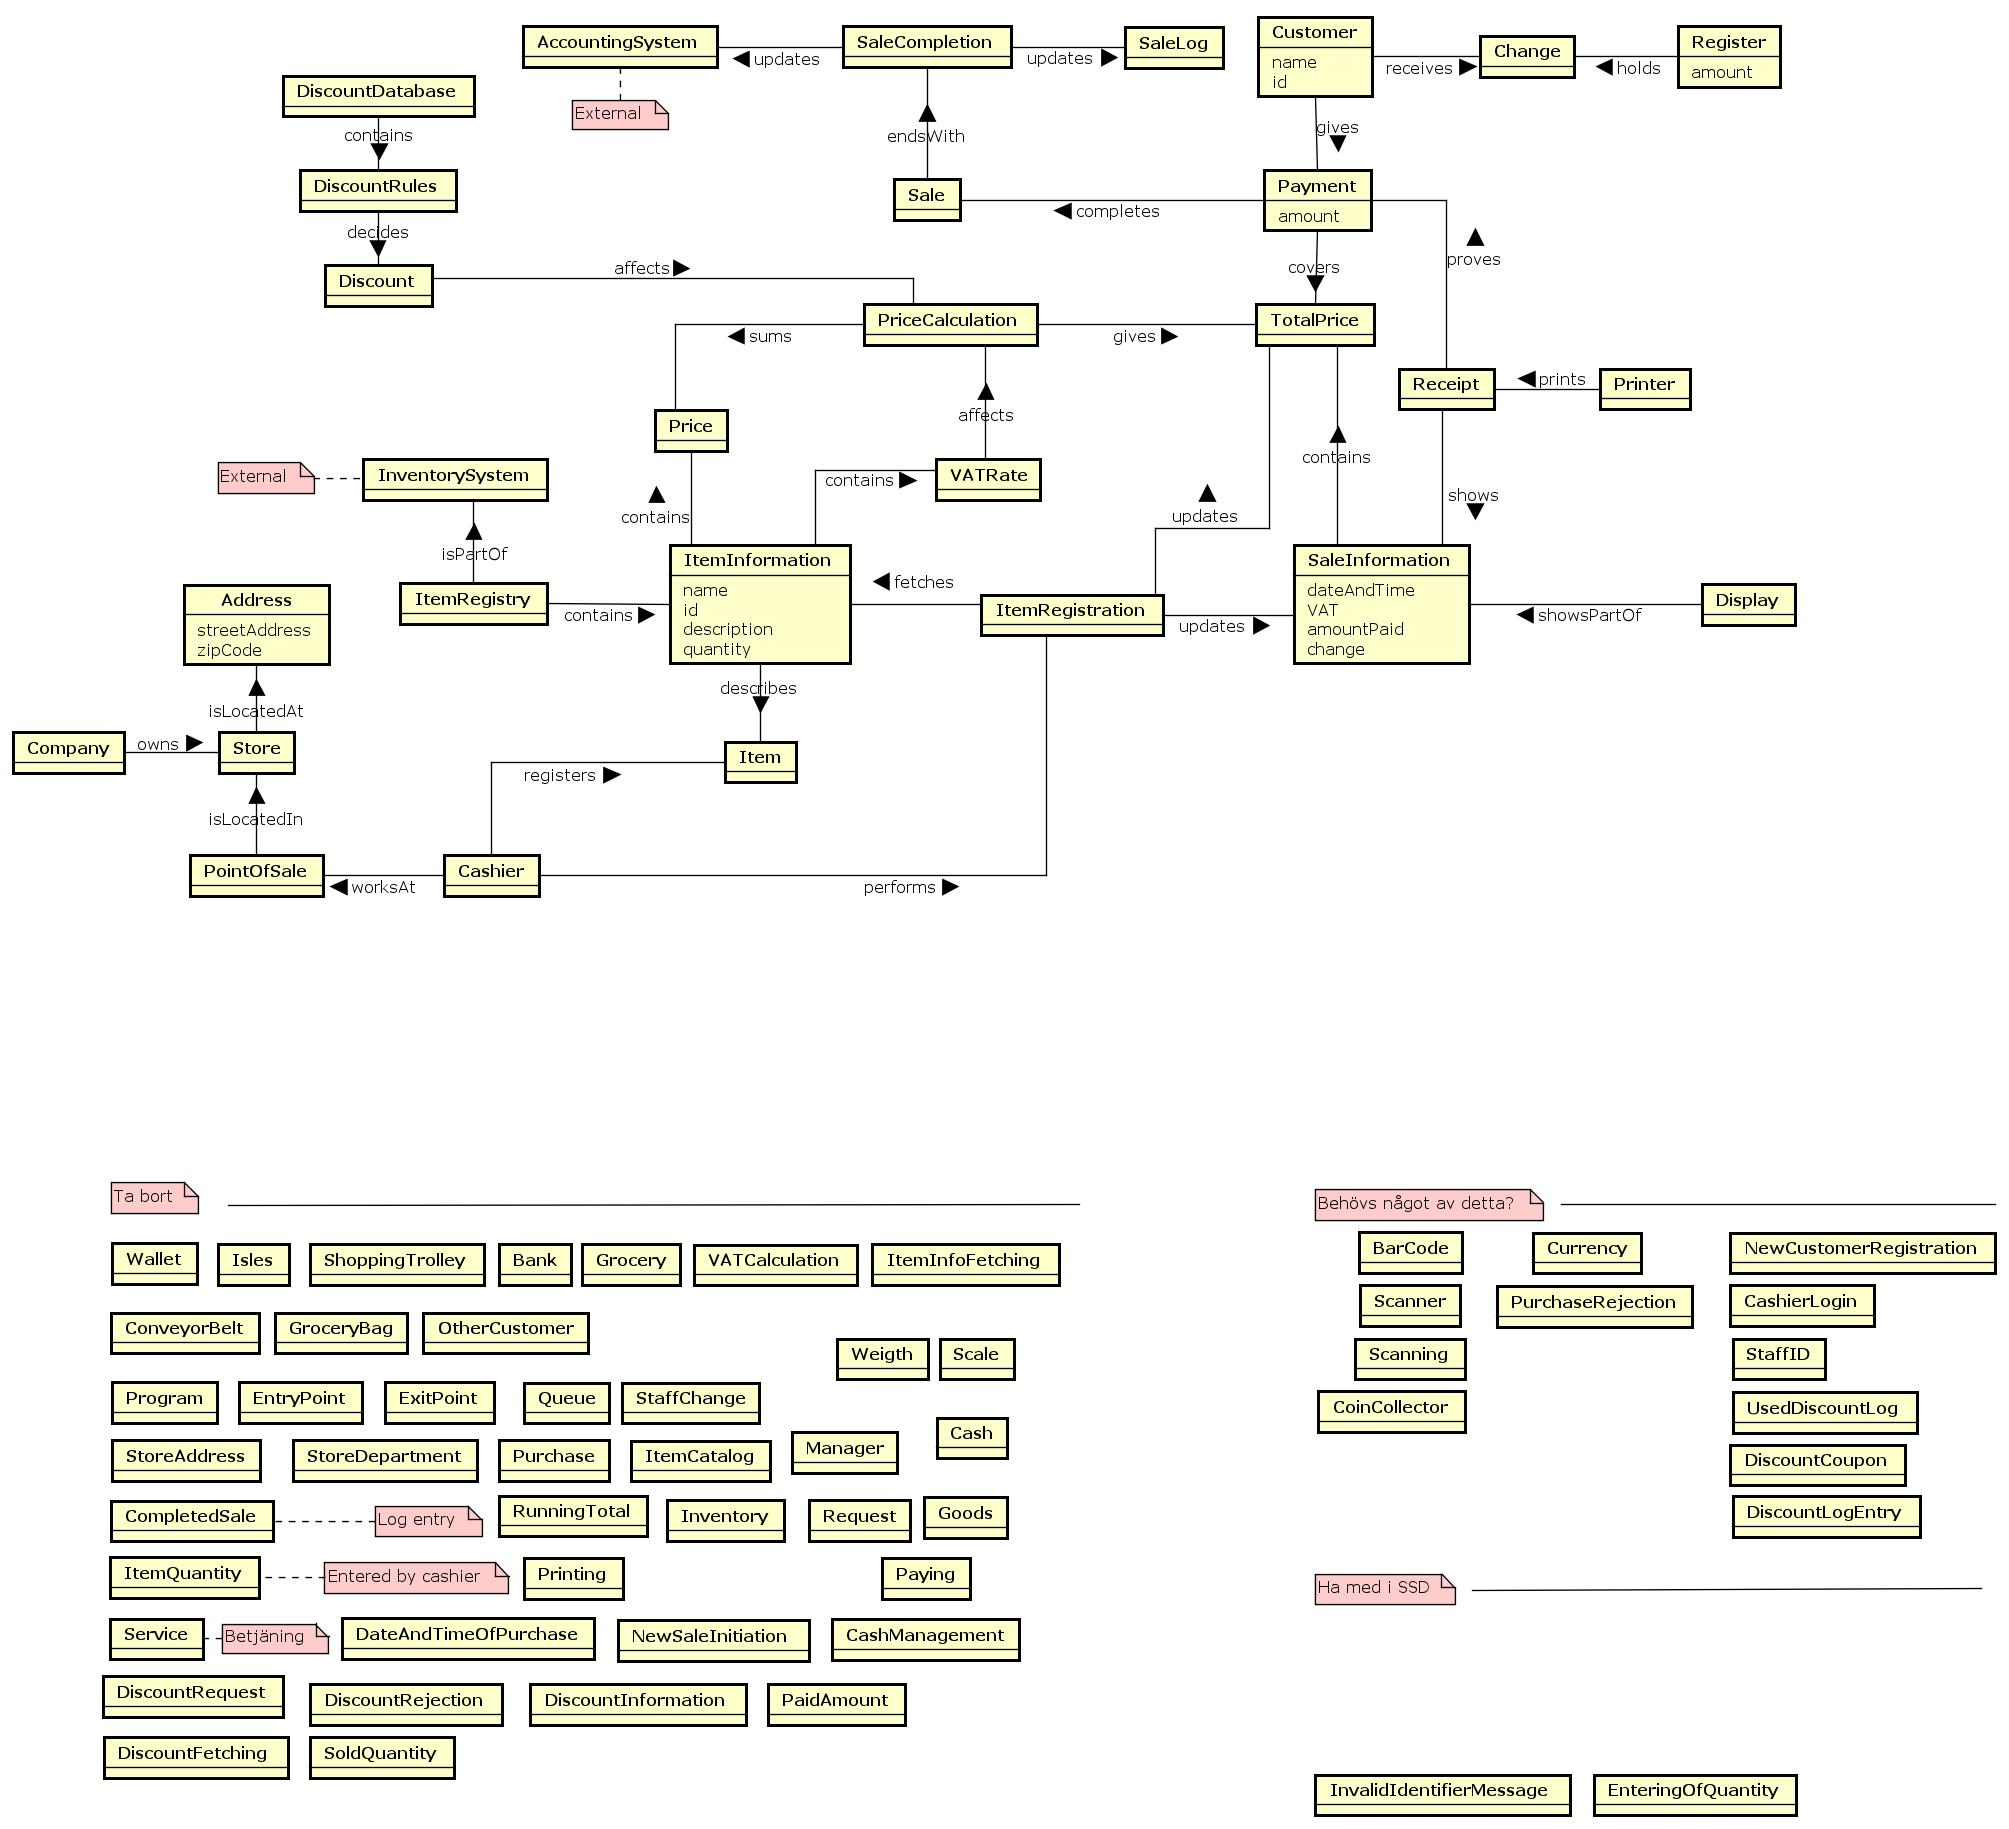 AccountingSystem
SaleCompletion
SaleLog
Customer
name
id
Change
Register
amount
updates
updates
receives
holds
DiscountDatabase
External
contains
endsWith
gives
DiscountRules
Sale
Payment
amount
completes
decides
proves
Discount
affects
covers
PriceCalculation
TotalPrice
sums
gives
Receipt
prints
Printer
Price
affects
contains
External
InventorySystem
contains
VATRate
shows
contains
updates
isPartOf
ItemInformation
name
id
description
quantity
SaleInformation
dateAndTime
VAT
amountPaid
change
fetches
Address
streetAddress
zipCode
ItemRegistry
contains
ItemRegistration
updates
showsPartOf
Display
describes
isLocatedAt
Company
owns
Store
Item
registers
isLocatedIn
PointOfSale
worksAt
Cashier
performs
Ta bort
Wallet
Isles
ShoppingTrolley
Bank
Grocery
VATCalculation
ItemInfoFetching
ConveyorBelt
GroceryBag
OtherCustomer
Weigth
Scale
Program
EntryPoint
ExitPoint
Queue
StaffChange
Cash
StoreAddress
StoreDepartment
Purchase
ItemCatalog
Manager
CompletedSale
Log entry
RunningTotal
Inventory
Request
Goods
ItemQuantity
Entered by cashier
Printing
Paying
Service
Betjäning
DateAndTimeOfPurchase
NewSaleInitiation
CashManagement
DiscountRequest
DiscountRejection
DiscountInformation
PaidAmount
DiscountFetching
SoldQuantity
Behövs något av detta?
BarCode
Currency
NewCustomerRegistration
Scanner
PurchaseRejection
CashierLogin
Scanning
StaffID
CoinCollector
UsedDiscountLog
DiscountCoupon
DiscountLogEntry
Ha med i SSD
InvalidIdentifierMessage
EnteringOfQuantity